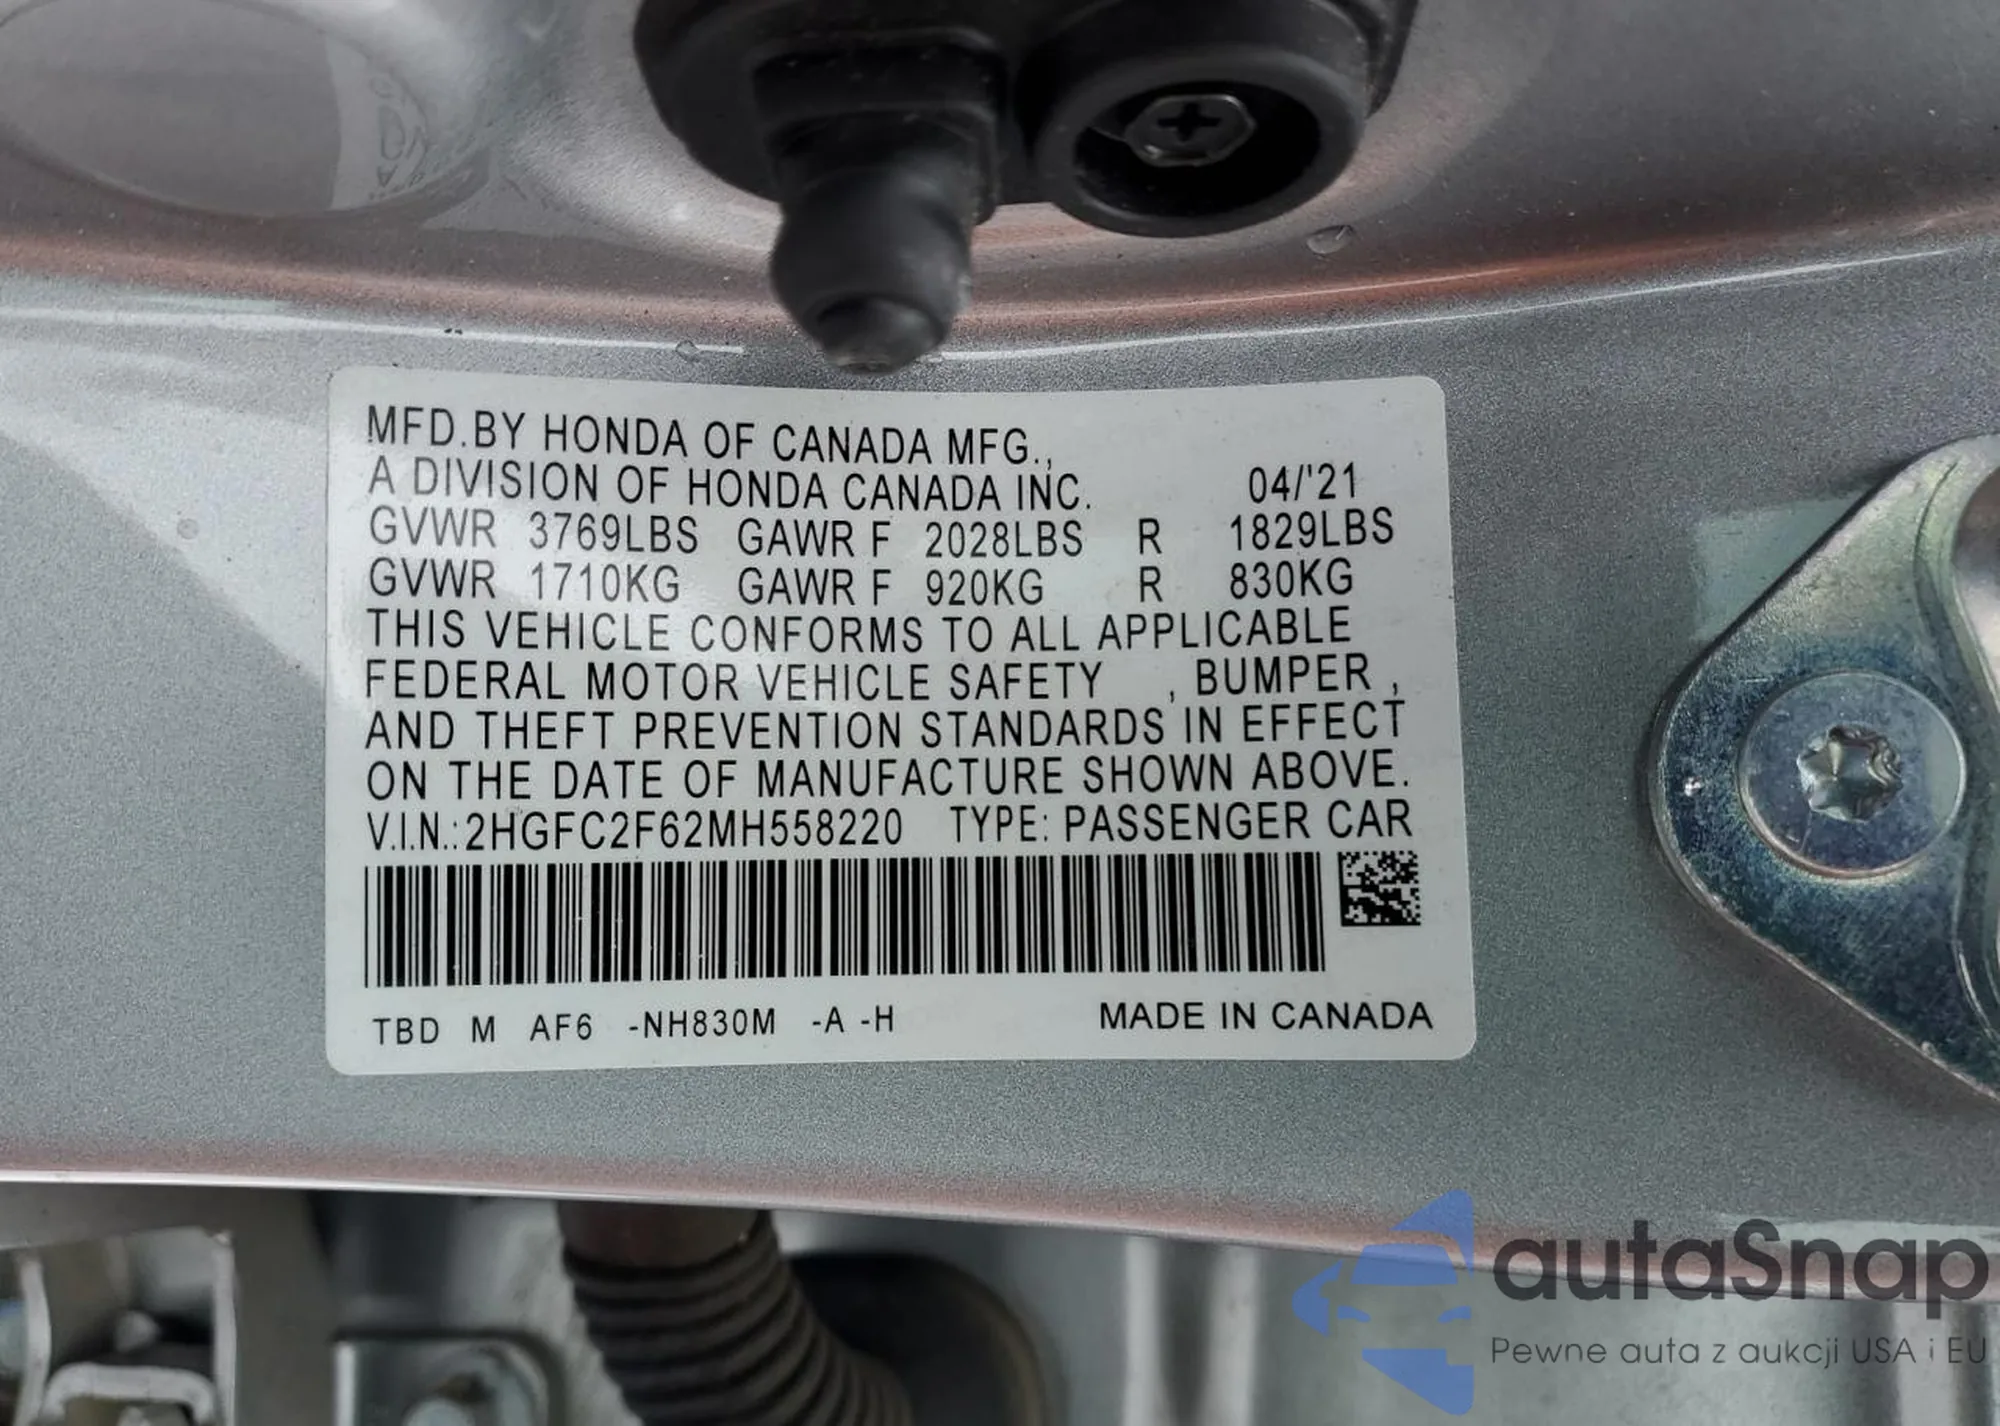 MFD.BY HONDA OF CANADA MFG.,
A DIVISION OF HONDA CANADA INC. 04/'21
GVWR 3769LBS GAWR F 2028LBS R 1829LBS
GVWR 1710KG GAWR F 920KG R 830KG
THIS VEHICLE CONFORMS TO ALL APPLICABLE
FEDERAL MOTOR VEHICLE SAFETY , BUMPER ,
AND THEFT PREVENTION STANDARDS IN EFFECT
ON THE DATE OF MANUFACTURE SHOWN ABOVE.
V.I.N.:2HGFC2F62MH558220 TYPE: PASSENGER CAR
TBD M AF6 -NH830M -A -H MADE IN CANADA
autaSnap
Pewne auta z aukcji USA i EU